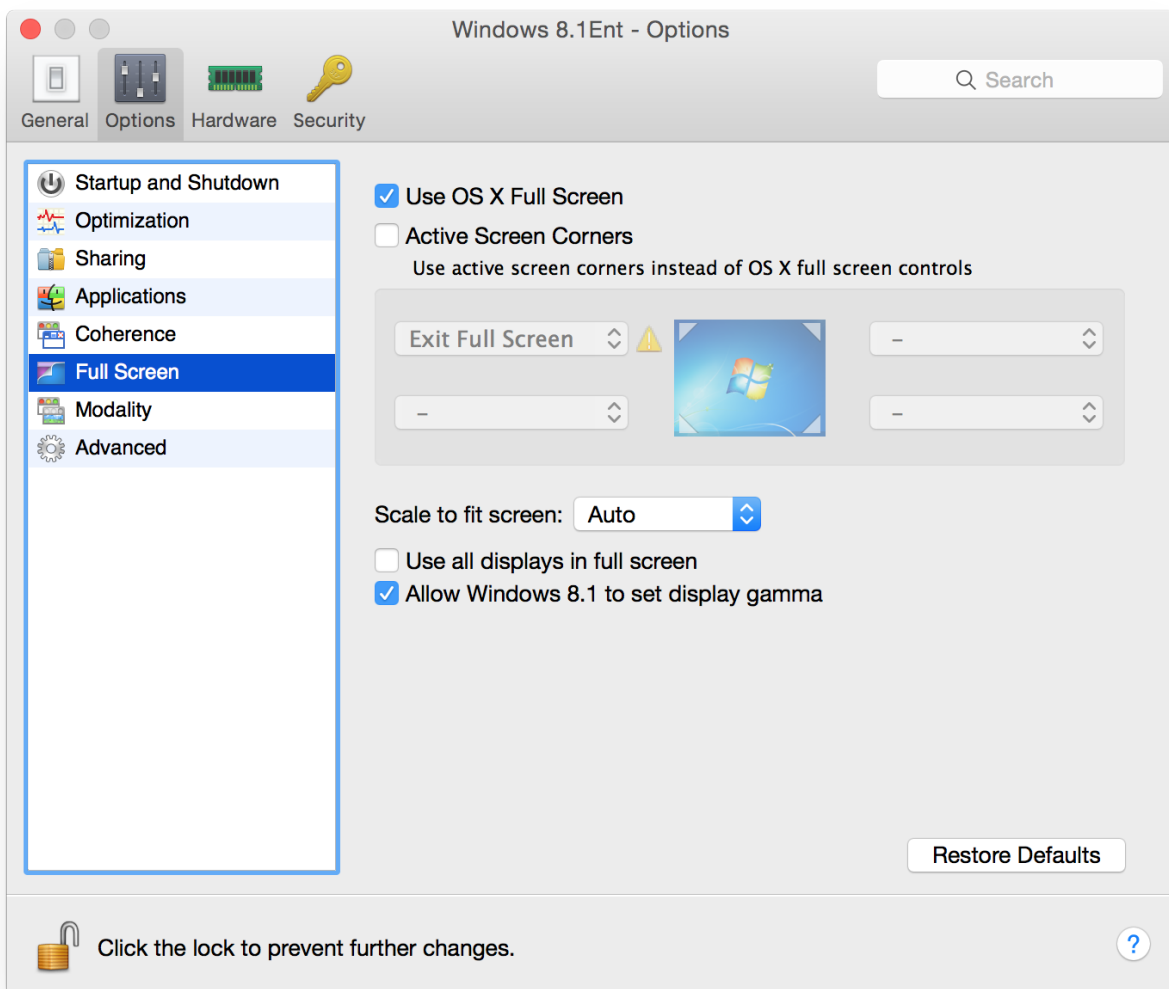 Windows 8.1Ent - Options
General
Options
Hardware
Security
Search
Startup and Shutdown
Optimization
Sharing
Applications
Coherence
Full Screen
Modality
Advanced
Use OS X Full Screen
Active Screen Corners
Use active screen corners instead of OS X full screen controls
Exit Full Screen
–
–
–
Scale to fit screen: Auto
Use all displays in full screen
Allow Windows 8.1 to set display gamma
Restore Defaults
Click the lock to prevent further changes.
?